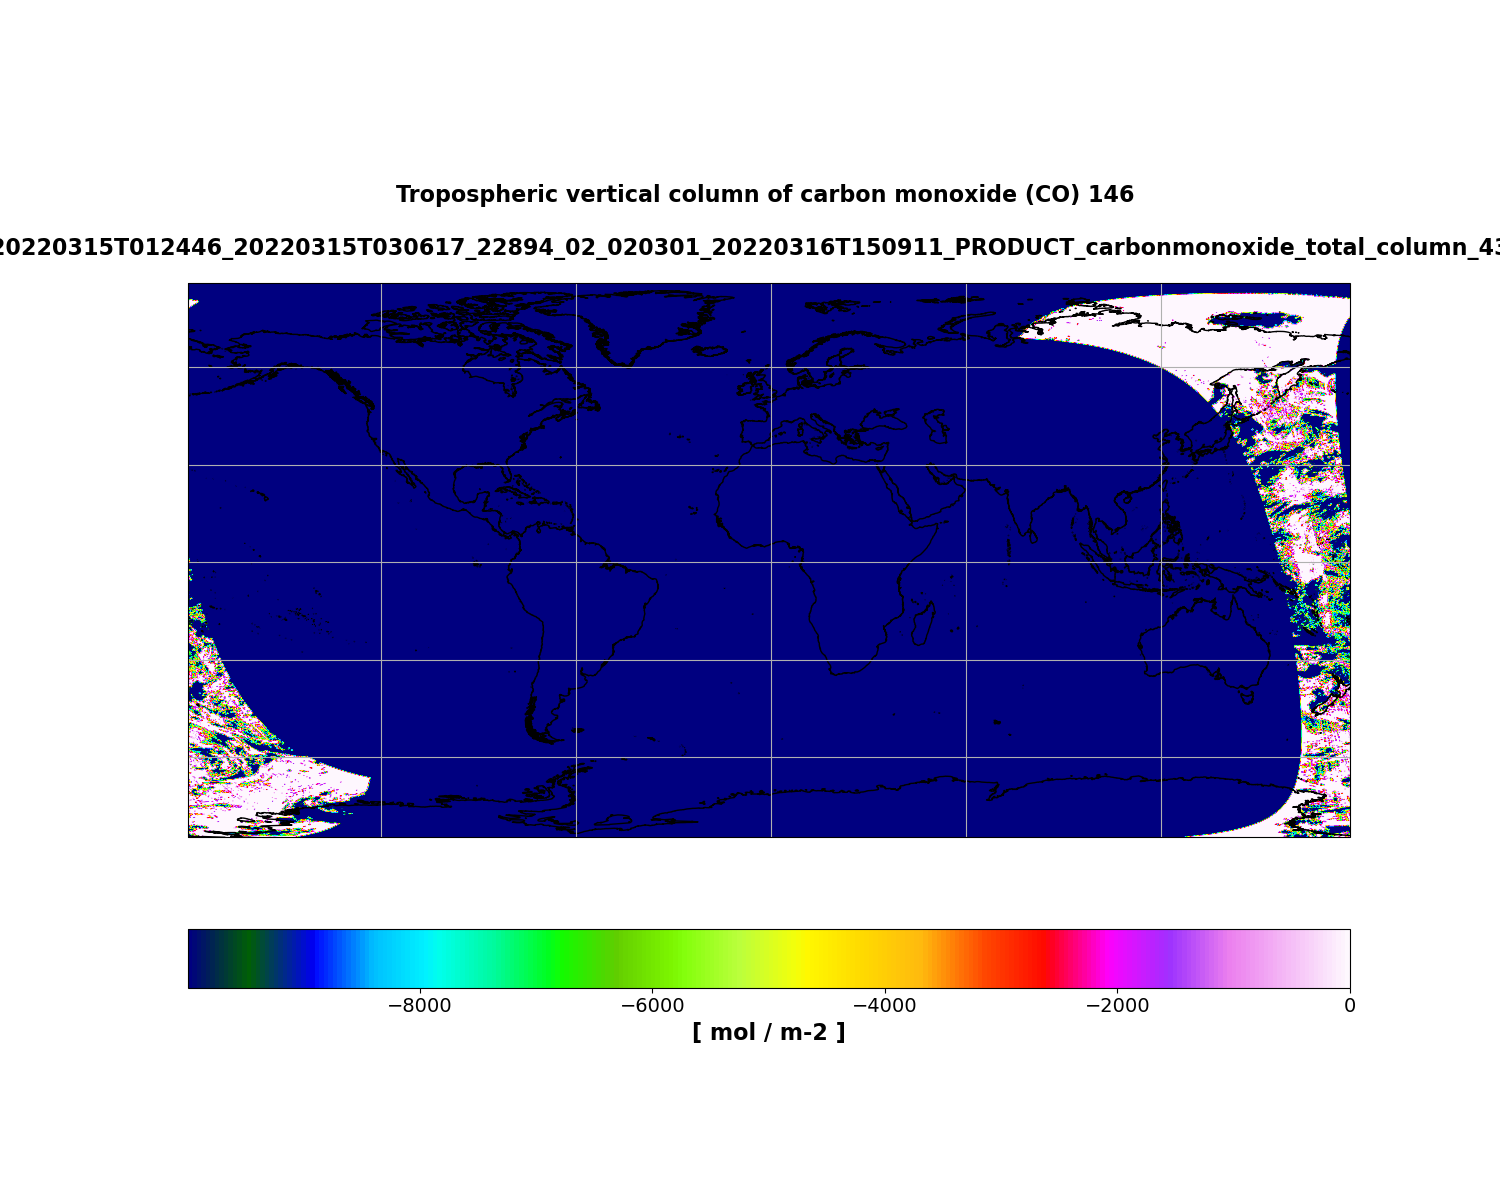 Tropospheric vertical column of carbon monoxide (CO) 146
20220315T012446_20220315T030617_22894_02_020301_20220316T150911_PRODUCT_carbonmonoxide_total_column_43
−8000 −6000 −4000 −2000 0
[ mol / m-2 ]